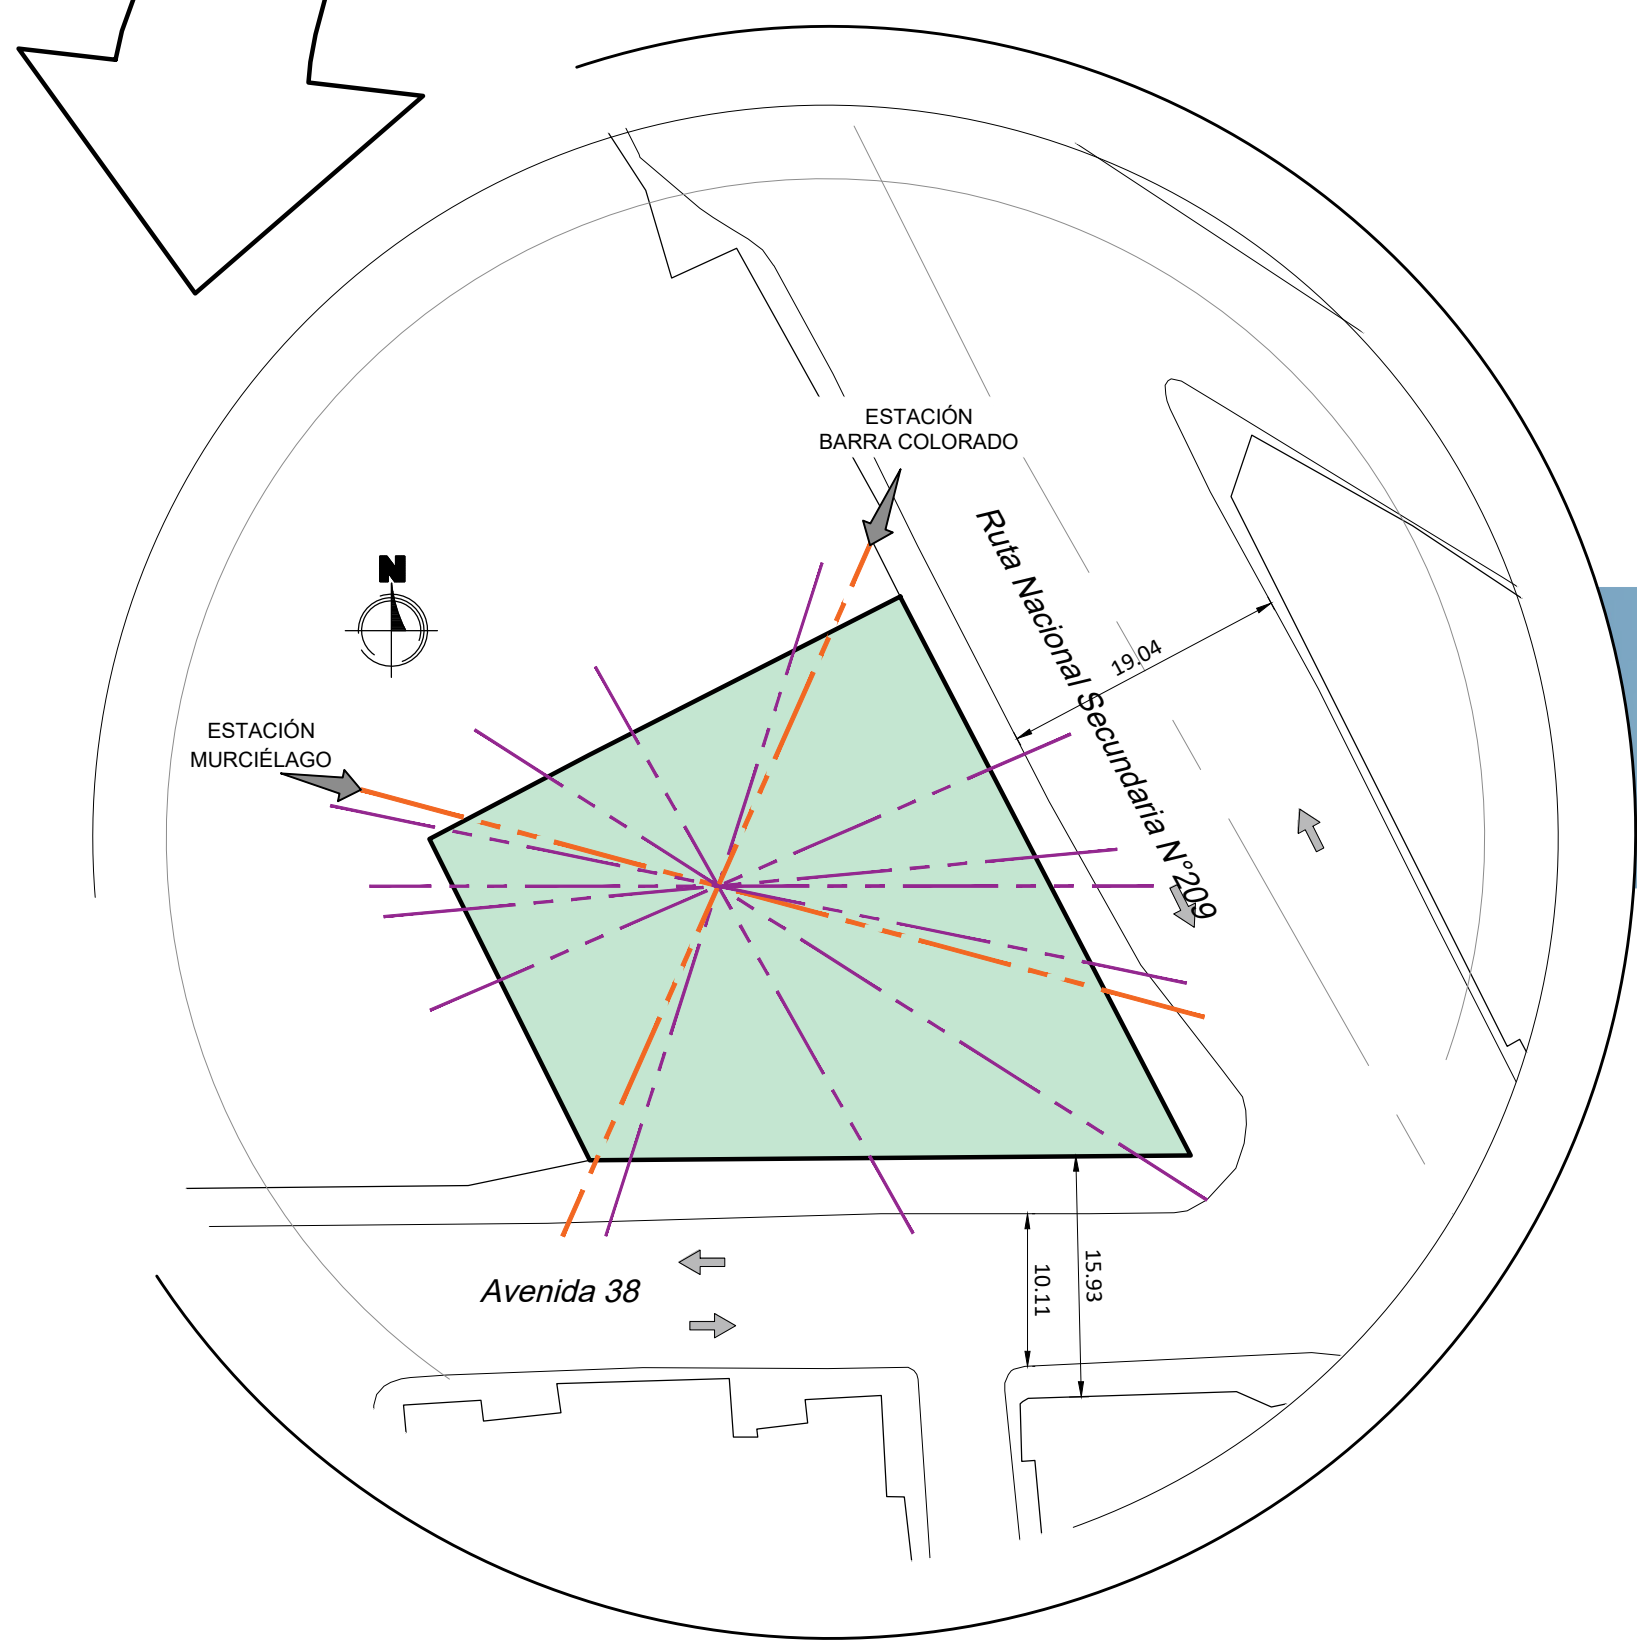 ESTACIÓN
BARRA COLORADO
N
Ruta Nacional Secundaria N°209
19.04
ESTACIÓN
MURCIÉLAGO
Avenida 38
10.11
15.93